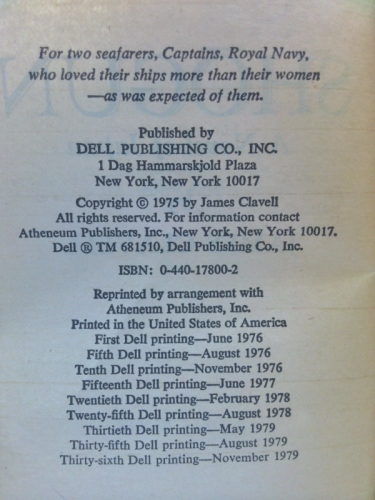 For two seafarers, Captains, Royal Navy,
who loved their ships more than their women
—as was expected of them.
Published by
DELL PUBLISHING CO., INC.
1 Dag Hammarskjold Plaza
New York, New York 10017
Copyright © 1975 by James Clavell
All rights reserved. For information contact
Atheneum Publishers, Inc., New York, New York 10017.
Dell ® TM 681510, Dell Publishing Co., Inc.
ISBN: 0-440-17800-2
Reprinted by arrangement with
Atheneum Publishers, Inc.
Printed in the United States of America
First Dell printing—June 1976
Fifth Dell printing—August 1976
Tenth Dell printing—November 1976
Fifteenth Dell printing—June 1977
Twentieth Dell printing—February 1978
Twenty-fifth Dell printing—August 1978
Thirtieth Dell printing—May 1979
Thirty-fifth Dell printing—August 1979
Thirty-sixth Dell printing—November 1979